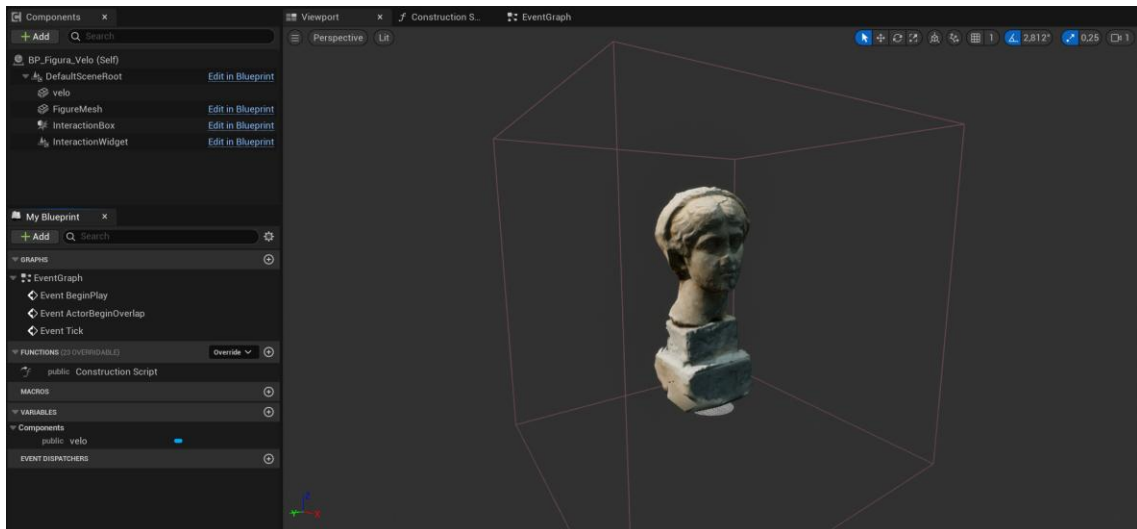 Components
+ Add Search
BP_Figura_Velo (Self)
DefaultSceneRoot Edit in Blueprint
velo
FigureMesh Edit in Blueprint
InteractionBox Edit in Blueprint
InteractionWidget Edit in Blueprint
My Blueprint
+ Add Search
GRAPHS
EventGraph
Event BeginPlay
Event ActorBeginOverlap
Event Tick
FUNCTIONS (23 OVERRIDABLE) Override
public Construction Script
MACROS
VARIABLES
Components
public velo
EVENT DISPATCHERS
Viewport Construction S... EventGraph
Perspective Lit 1 2,812° 0,25 1
Z
Y X